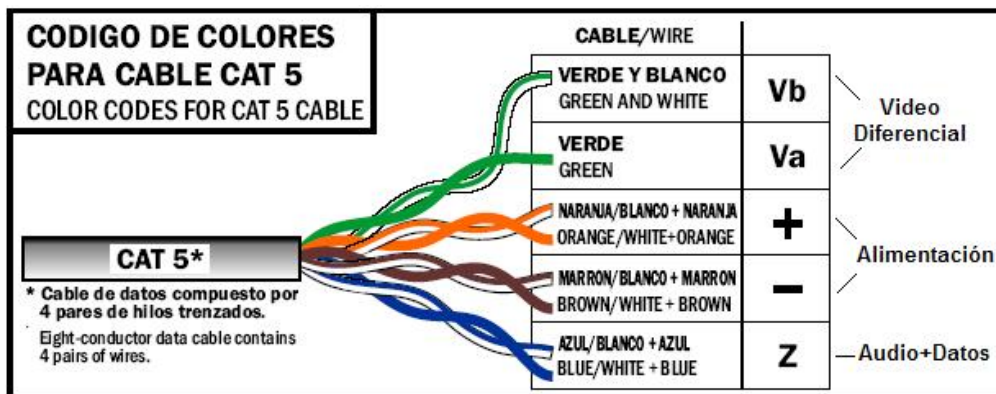 CODIGO DE COLORES
PARA CABLE CAT 5
COLOR CODES FOR CAT 5 CABLE
CABLE/WIRE
VERDE Y BLANCO
GREEN AND WHITE
Vb
VERDE
GREEN
Va
Video
Diferencial
NARANJA/BLANCO + NARANJA
ORANGE/WHITE+ORANGE
+
MARRON/BLANCO + MARRON
BROWN/WHITE + BROWN
–
Alimentación
AZUL/BLANCO + AZUL
BLUE/WHITE + BLUE
Z
Audio+Datos
CAT 5*
* Cable de datos compuesto por
4 pares de hilos trenzados.
Eight-conductor data cable contains
4 pairs of wires.